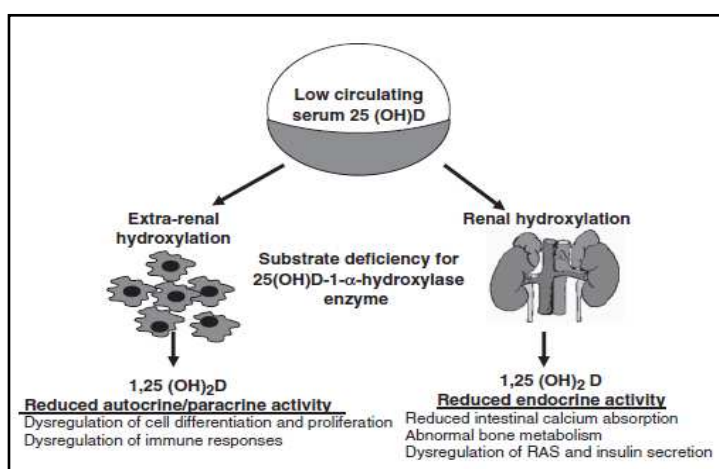 Low circulating
serum 25 (OH)D
Extra-renal
hydroxylation
Renal hydroxylation
Substrate deficiency for
25(OH)D-1-α-hydroxylase
enzyme
1,25 (OH)₂D
Reduced autocrine/paracrine activity
Dysregulation of cell differentiation and proliferation
Dysregulation of immune responses
1,25 (OH)₂ D
Reduced endocrine activity
Reduced intestinal calcium absorption
Abnormal bone metabolism
Dysregulation of RAS and insulin secretion